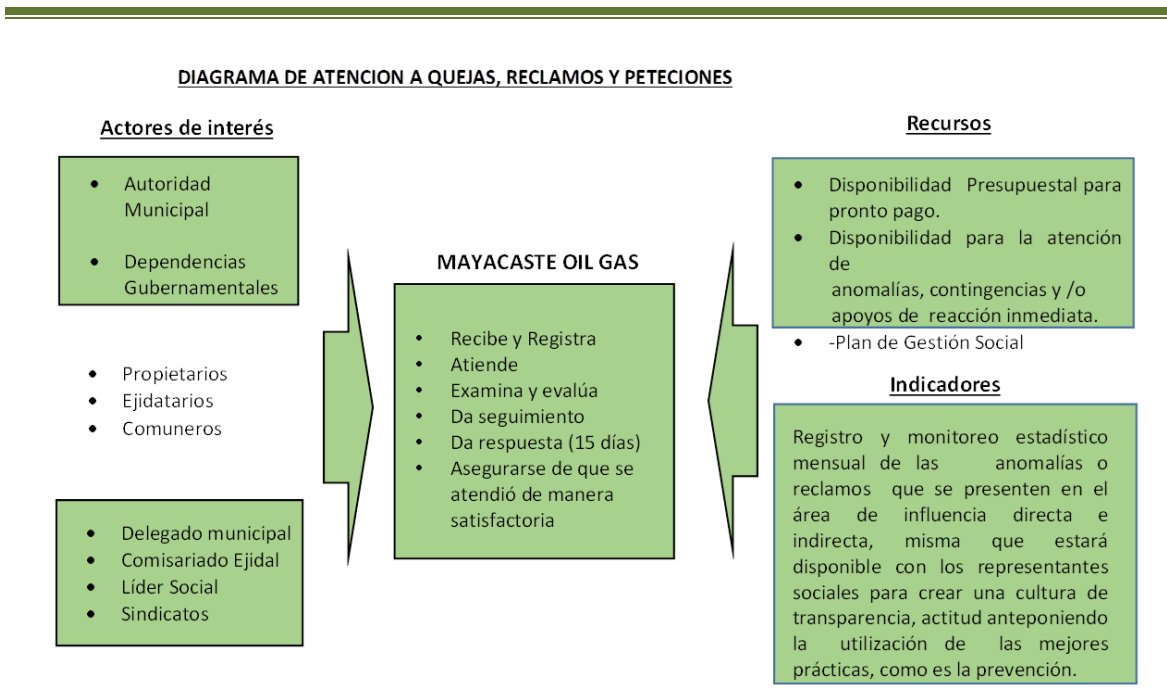 DIAGRAMA DE ATENCION A QUEJAS, RECLAMOS Y PETECIONES
Actores de interés
• Autoridad
Municipal
• Dependencias
Gubernamentales
• Propietarios
• Ejidatarios
• Comuneros
• Delegado municipal
• Comisariado Ejidal
• Líder Social
• Sindicatos
MAYACASTE OIL GAS
• Recibe y Registra
• Atiende
• Examina y evalúa
• Da seguimiento
• Da respuesta (15 días)
• Asegurarse de que se
atendió de manera
satisfactoria
Recursos
• Disponibilidad Presupuestal para
pronto pago.
• Disponibilidad para la atención
de
anomalías, contingencias y /o
apoyos de reacción inmediata.
• -Plan de Gestión Social
Indicadores
Registro y monitoreo estadístico
mensual de las anomalías o
reclamos que se presenten en el
área de influencia directa e
indirecta, misma que estará
disponible con los representantes
sociales para crear una cultura de
transparencia, actitud anteponiendo
la utilización de las mejores
prácticas, como es la prevención.